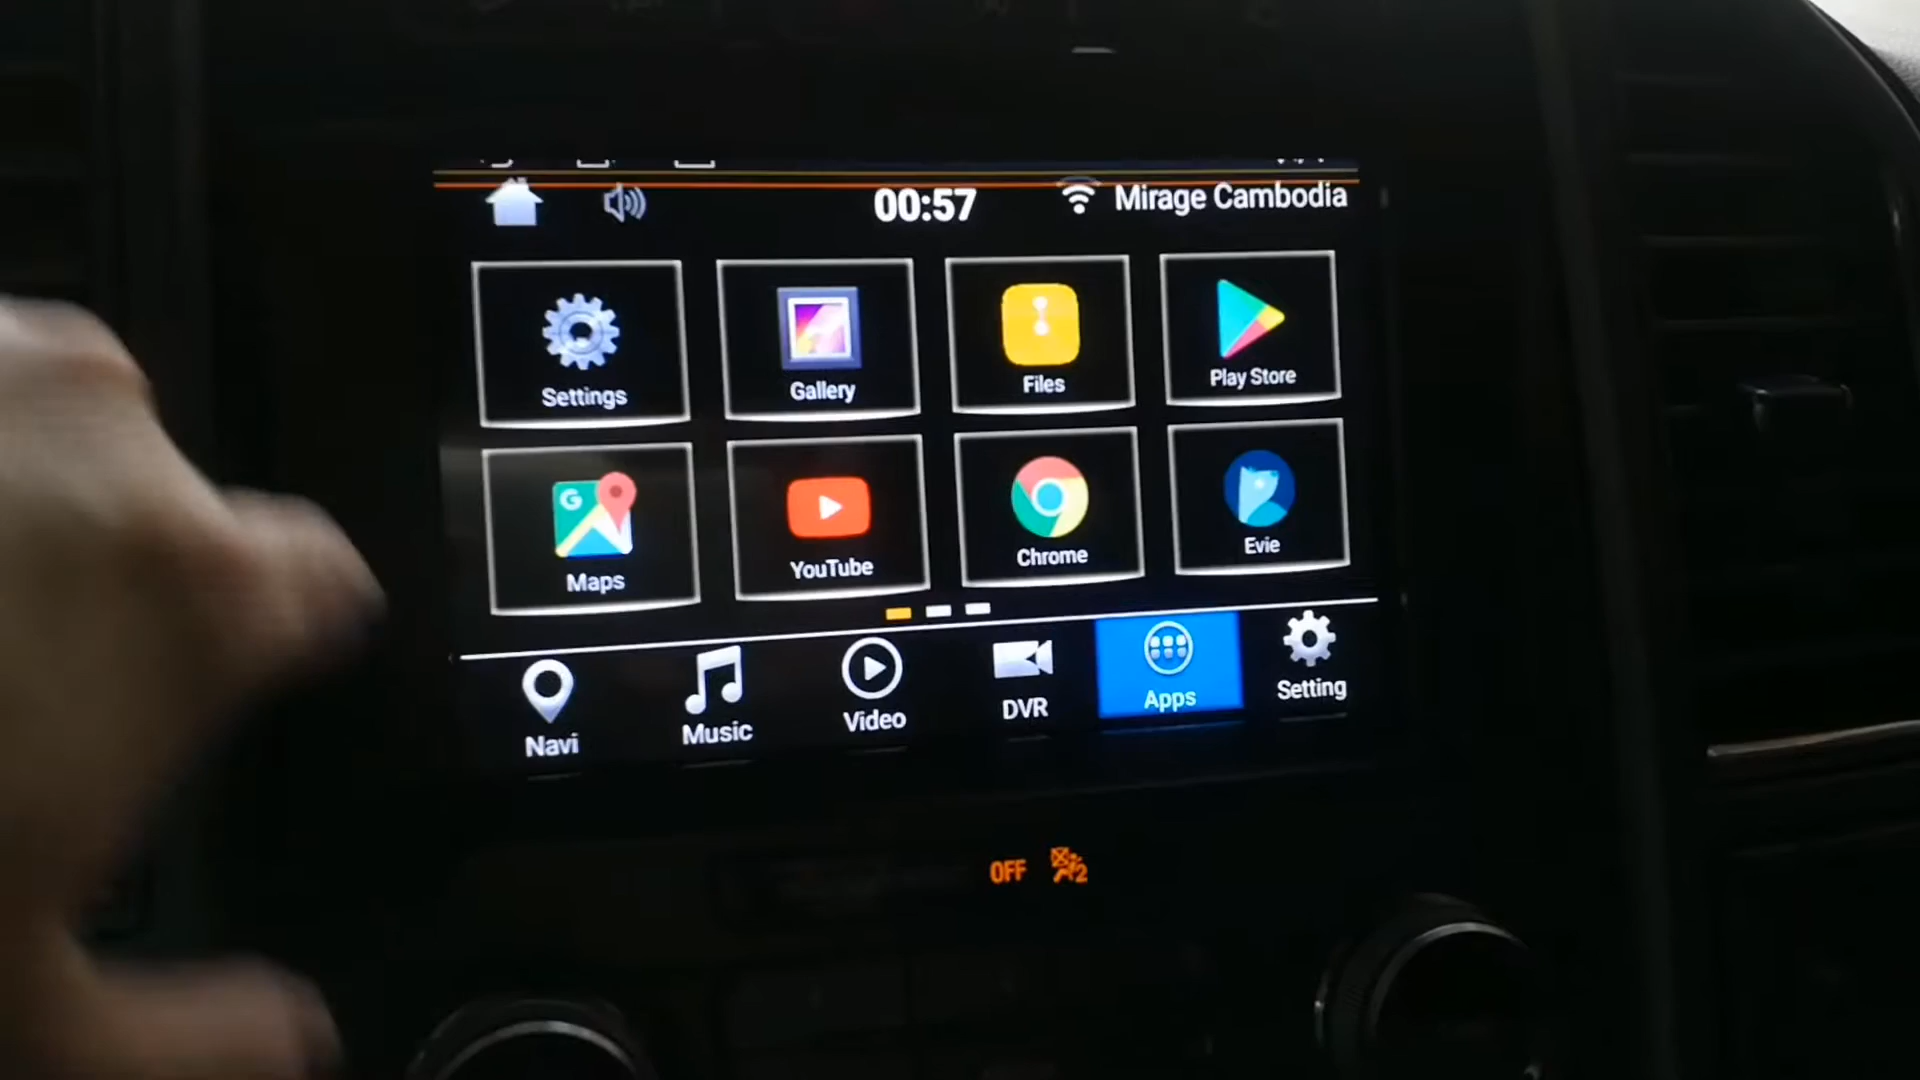 00:57 Mirage Cambodia
Settings Gallery Files Play Store
G
Maps YouTube Chrome Evie
Navi Music Video DVR Apps Setting
OFF 2